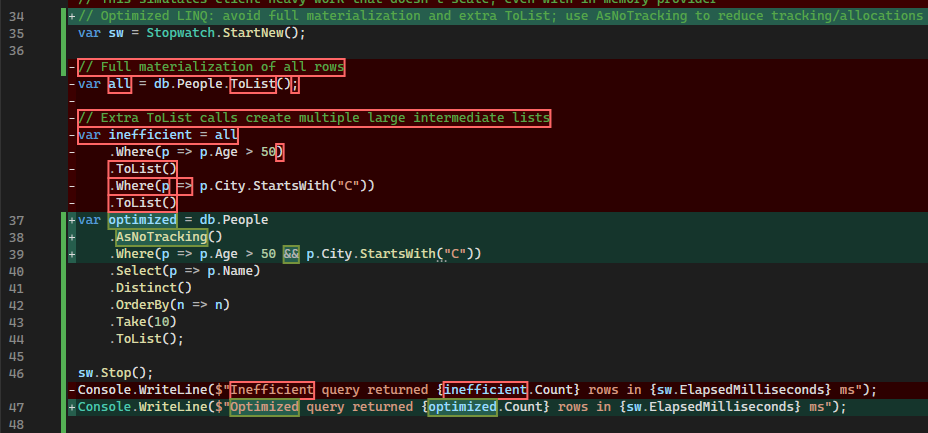 // This simulates client-heavy work that doesn't scale, even with in-memory provider
34 +// Optimized LINQ: avoid full materialization and extra ToList; use AsNoTracking to reduce tracking/allocations
35 var sw = Stopwatch.StartNew();
36
-// Full materialization of all rows
-var all = db.People.ToList();
-
-// Extra ToList calls create multiple large intermediate lists
-var inefficient = all
-    .Where(p => p.Age > 50)
-    .ToList()
-    .Where(p => p.City.StartsWith("C"))
-    .ToList()
37 +var optimized = db.People
38 +    .AsNoTracking()
39 +    .Where(p => p.Age > 50 && p.City.StartsWith("C"))
40     .Select(p => p.Name)
41     .Distinct()
42     .OrderBy(n => n)
43     .Take(10)
44     .ToList();
45
46 sw.Stop();
-Console.WriteLine($"Inefficient query returned {inefficient.Count} rows in {sw.ElapsedMilliseconds} ms");
47 +Console.WriteLine($"Optimized query returned {optimized.Count} rows in {sw.ElapsedMilliseconds} ms");
48